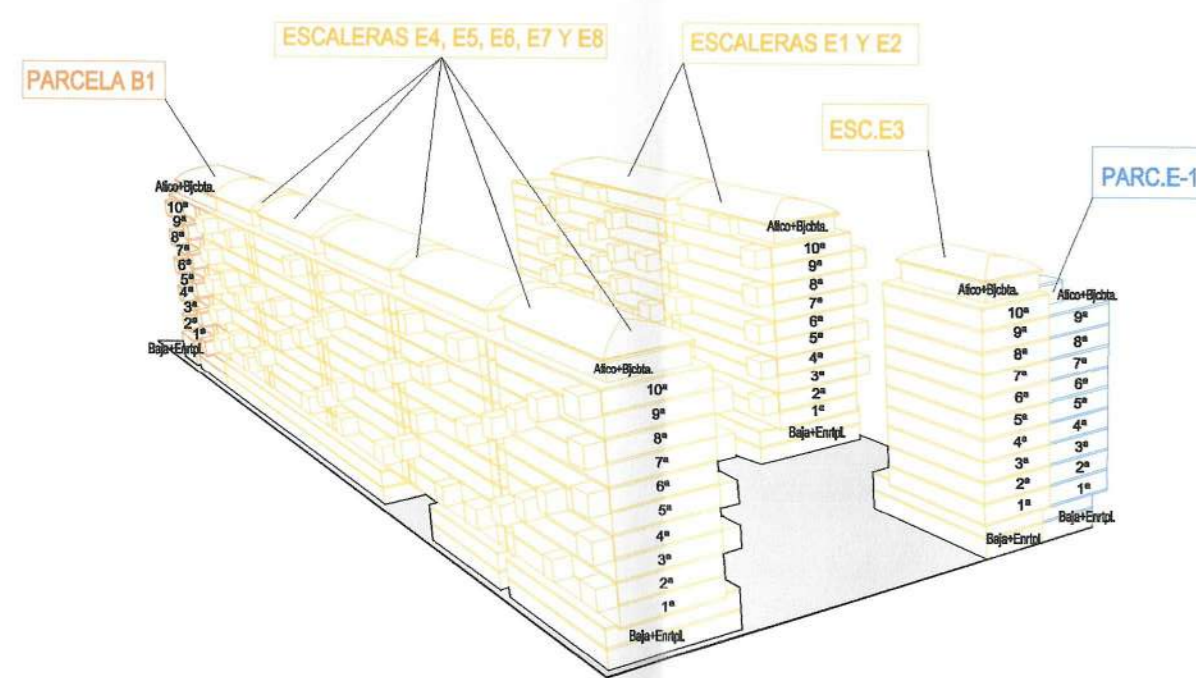 ESCALERAS E4, E5, E6, E7 Y E8
ESCALERAS E1 Y E2
PARCELA B1
ESC.E3
PARC.E-1
Atico+Bjcbta.
10ª
9ª
8ª
7ª
6ª
5ª
4ª
3ª
2ª
1ª
Baja+Enrtpl.
Atico+Bjcbta.
10ª
9ª
8ª
7ª
6ª
5ª
4ª
3ª
2ª
1ª
Baja+Enrtpl.
Atico+Bjcbta.
10ª
9ª
8ª
7ª
6ª
5ª
4ª
3ª
2ª
1ª
Baja+Enrtpl.
Atico+Bjcbta.
10ª
9ª
8ª
7ª
6ª
5ª
4ª
3ª
2ª
1ª
Baja+Enrtpl.
Atico+Bjcbta.
9ª
8ª
7ª
6ª
5ª
4ª
3ª
2ª
1ª
Baja+Enrtpl.